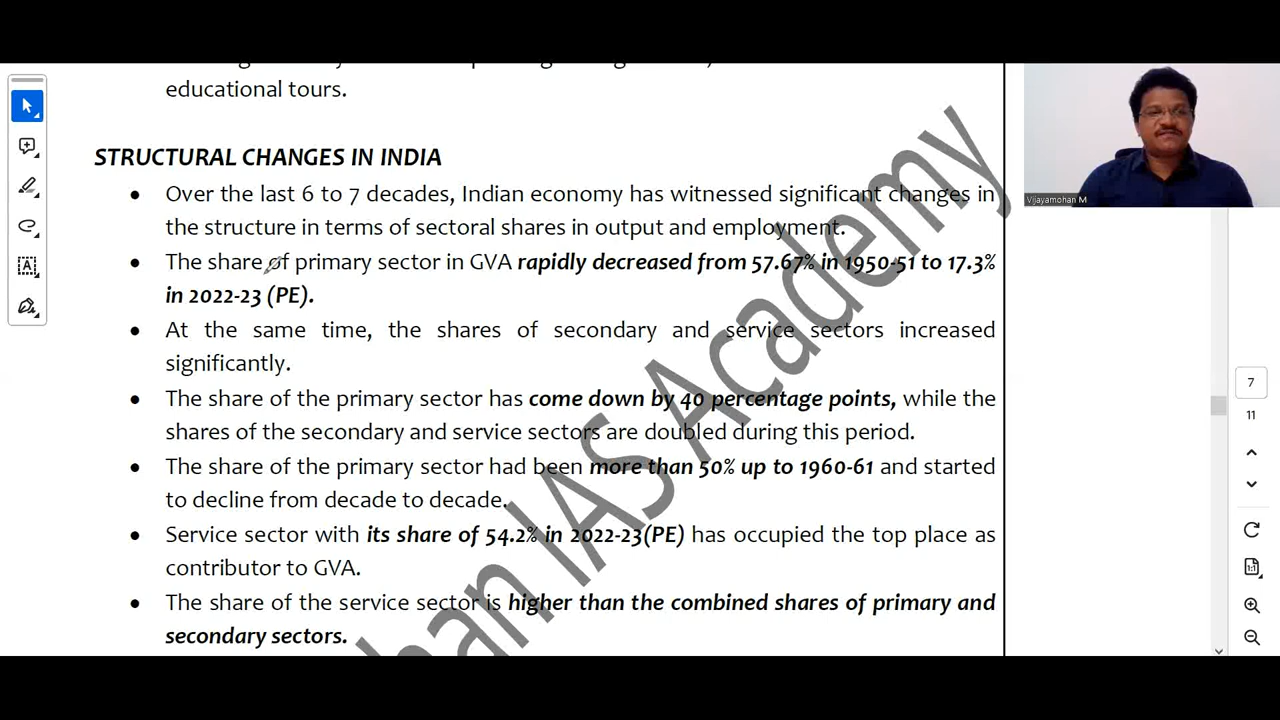 educational tours.
STRUCTURAL CHANGES IN INDIA
• Over the last 6 to 7 decades, Indian economy has witnessed significant changes in
the structure in terms of sectoral shares in output and employment.
• The share of primary sector in GVA rapidly decreased from 57.67% in 1950-51 to 17.3%
in 2022-23 (PE).
• At the same time, the shares of secondary and service sectors increased
significantly.
• The share of the primary sector has come down by 40 percentage points, while the
shares of the secondary and service sectors are doubled during this period.
• The share of the primary sector had been more than 50% up to 1960-61 and started
to decline from decade to decade.
• Service sector with its share of 54.2% in 2022-23(PE) has occupied the top place as
contributor to GVA.
• The share of the service sector is higher than the combined shares of primary and
secondary sectors.
IAS Academy
Vijayamohan M
7
11
1:1